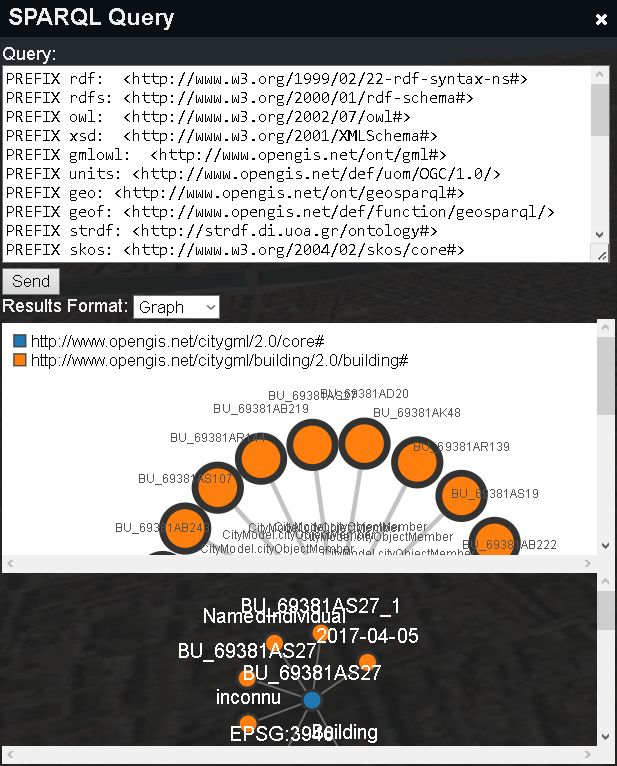 SPARQL Query
Query:
PREFIX rdf: <http://www.w3.org/1999/02/22-rdf-syntax-ns#>
PREFIX rdfs: <http://www.w3.org/2000/01/rdf-schema#>
PREFIX owl: <http://www.w3.org/2002/07/owl#>
PREFIX xsd: <http://www.w3.org/2001/XMLSchema#>
PREFIX gmlowl: <http://www.opengis.net/ont/gml#>
PREFIX units: <http://www.opengis.net/def/uom/OGC/1.0/>
PREFIX geo: <http://www.opengis.net/ont/geosparql#>
PREFIX geof: <http://www.opengis.net/def/function/geosparql/>
PREFIX strdf: <http://strdf.di.uoa.gr/ontology#>
PREFIX skos: <http://www.w3.org/2004/02/skos/core#>
Send
Results Format: Graph
http://www.opengis.net/citygml/2.0/core#
http://www.opengis.net/citygml/building/2.0/building#
BU_69381AS27
BU_69381AD20
BU_69381AB219
BU_69381AK48
BU_69381AR144
BU_69381AR139
BU_69381AS107
BU_69381AS19
BU_69381AB243
CityModel.cityObjectMember
CityModel.cityObjectMember
CityModel.cityObjectMember
BU_69381AB222
CityModel.cityObjectMember
BU_69381AS27_1
NamedIndividual
2017-04-05
BU_69381AS27
BU_69381AS27
inconnu
EPSG:3946
Building